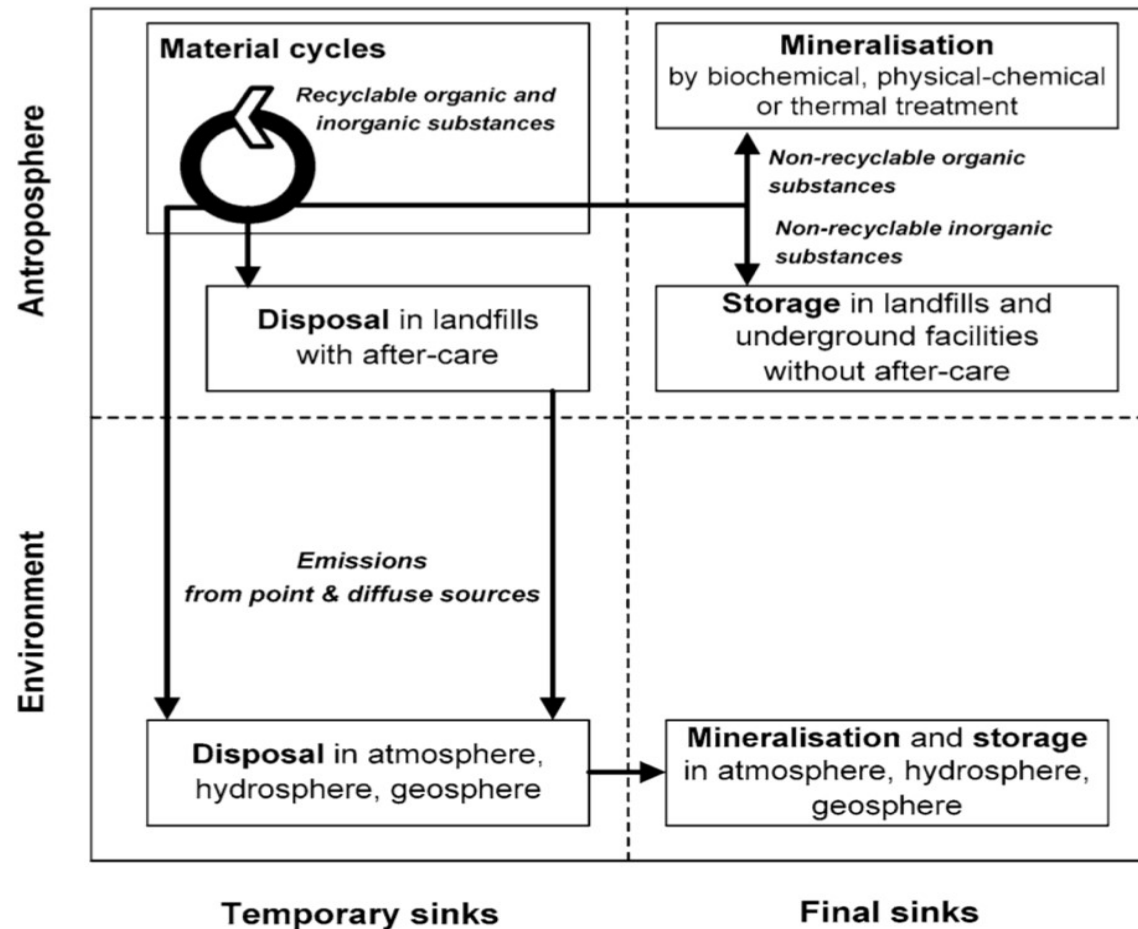 Antroposphere
Material cycles
Recyclable organic and
inorganic substances
Mineralisation
by biochemical, physical-chemical
or thermal treatment
Non-recyclable organic
substances
Non-recyclable inorganic
substances
Disposal in landfills
with after-care
Storage in landfills and
underground facilities
without after-care
Environment
Emissions
from point & diffuse sources
Disposal in atmosphere,
hydrosphere, geosphere
Mineralisation and storage
in atmosphere, hydrosphere,
geosphere
Temporary sinks
Final sinks